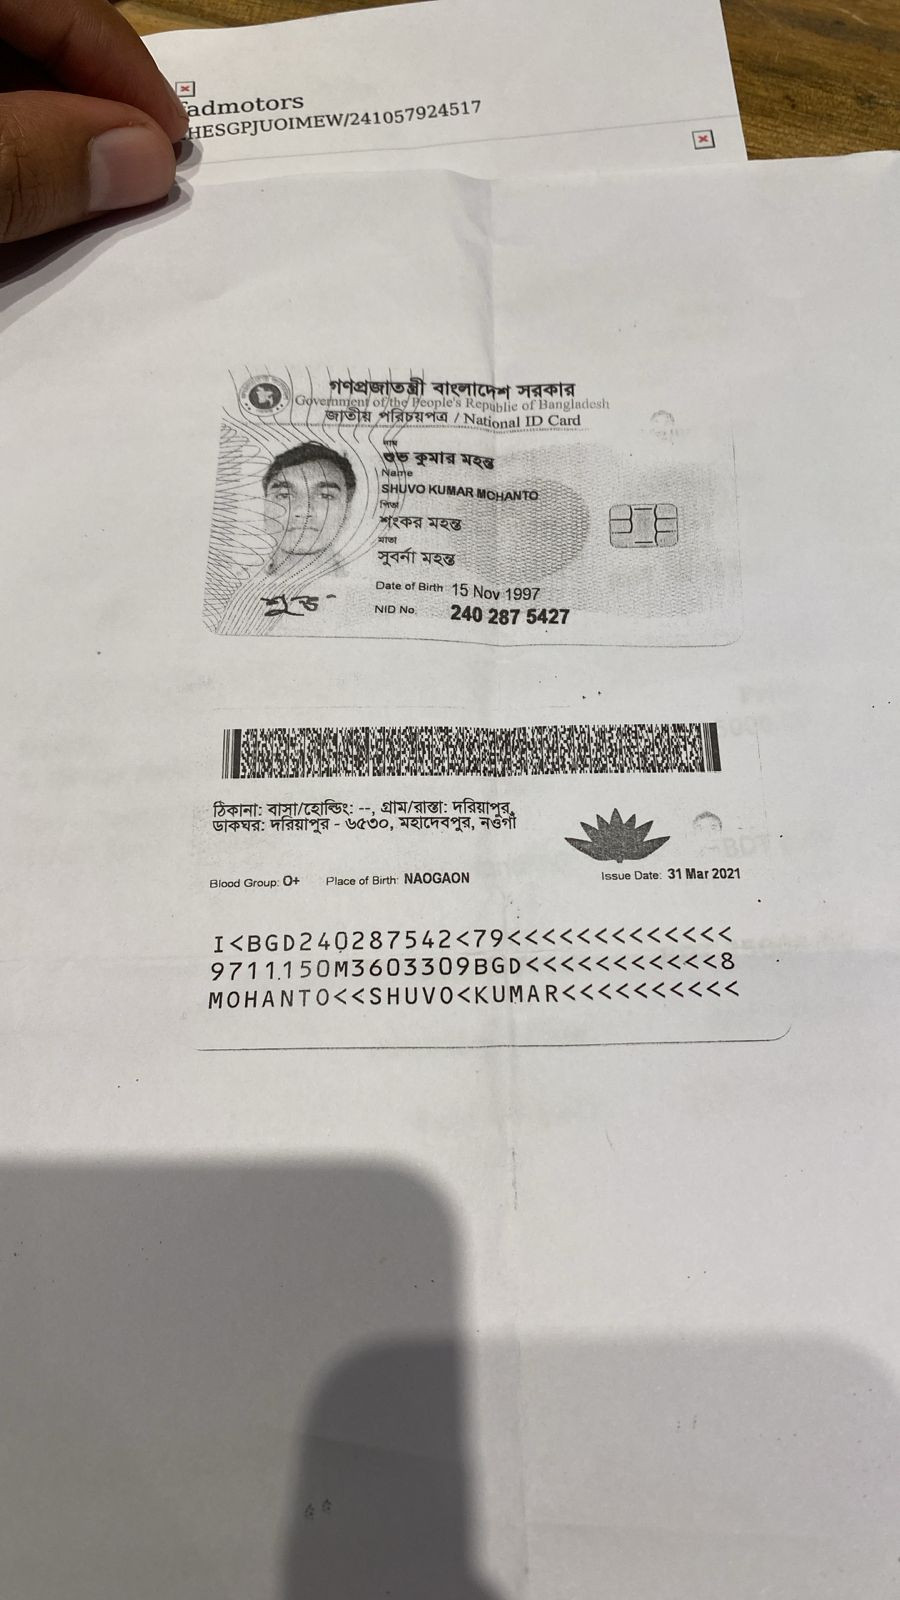 fadmotors
HESGPJUOIMEW/241057924517
গণপ্রজাতন্ত্রী বাংলাদেশ সরকার
Government of the People's Republic of Bangladesh
জাতীয় পরিচয়পত্র / National ID Card
নাম
শুভ কুমার মহন্ত
Name
SHUVO KUMAR MOHANTO
পিতা
শংকর মহন্ত
মাতা
সুবর্না মহন্ত
Date of Birth 15 Nov 1997
NID No. 240 287 5427
শুভ
ঠিকানা: বাসা/হোল্ডিং: --, গ্রাম/রাস্তা: দরিয়াপুর,
ডাকঘর: দরিয়াপুর - ৬৫৩০, মহাদেবপুর, নওগাঁ
Blood Group: O+ Place of Birth: NAOGAON Issue Date: 31 Mar 2021
I<BGD240287542<79<<<<<<<<<<<<<
9711150M3603309BGD<<<<<<<<<<<8
MOHANTO<<SHUVO<KUMAR<<<<<<<<<<